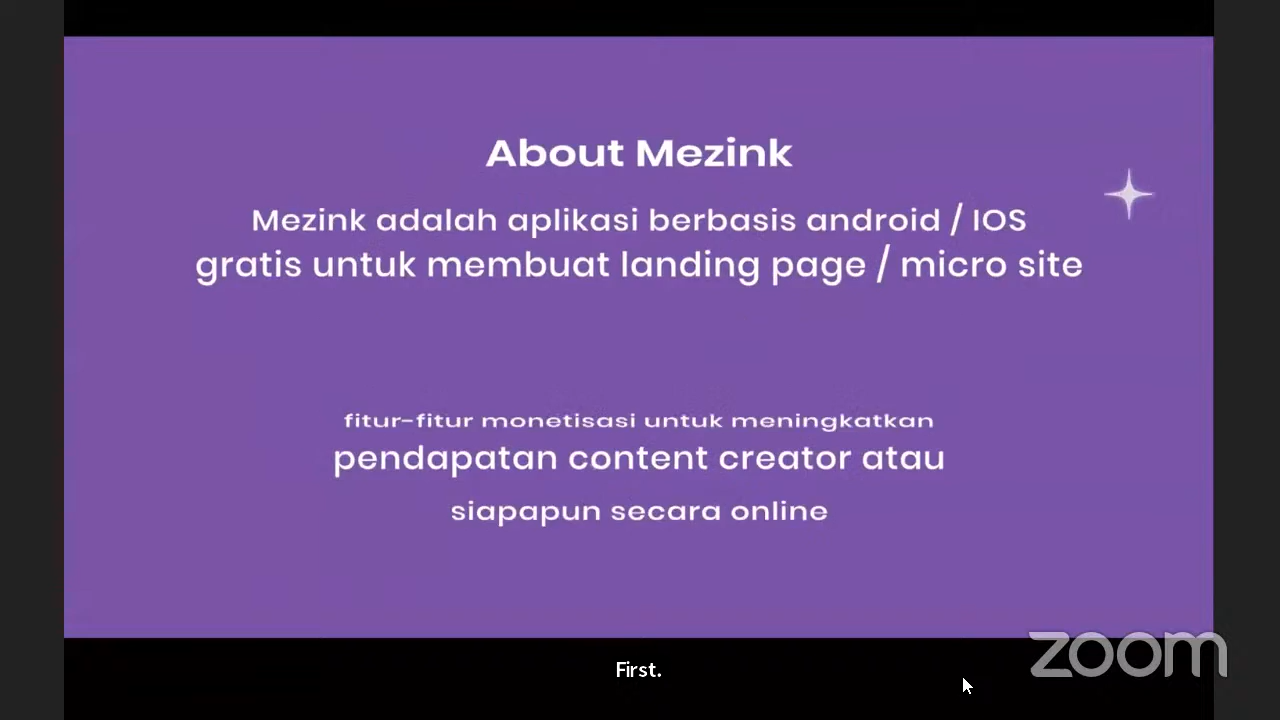 About Mezink
Mezink adalah aplikasi berbasis android / IOS
gratis untuk membuat landing page / micro site
fitur-fitur monetisasi untuk meningkatkan
pendapatan content creator atau
siapapun secara online
First.
zoom